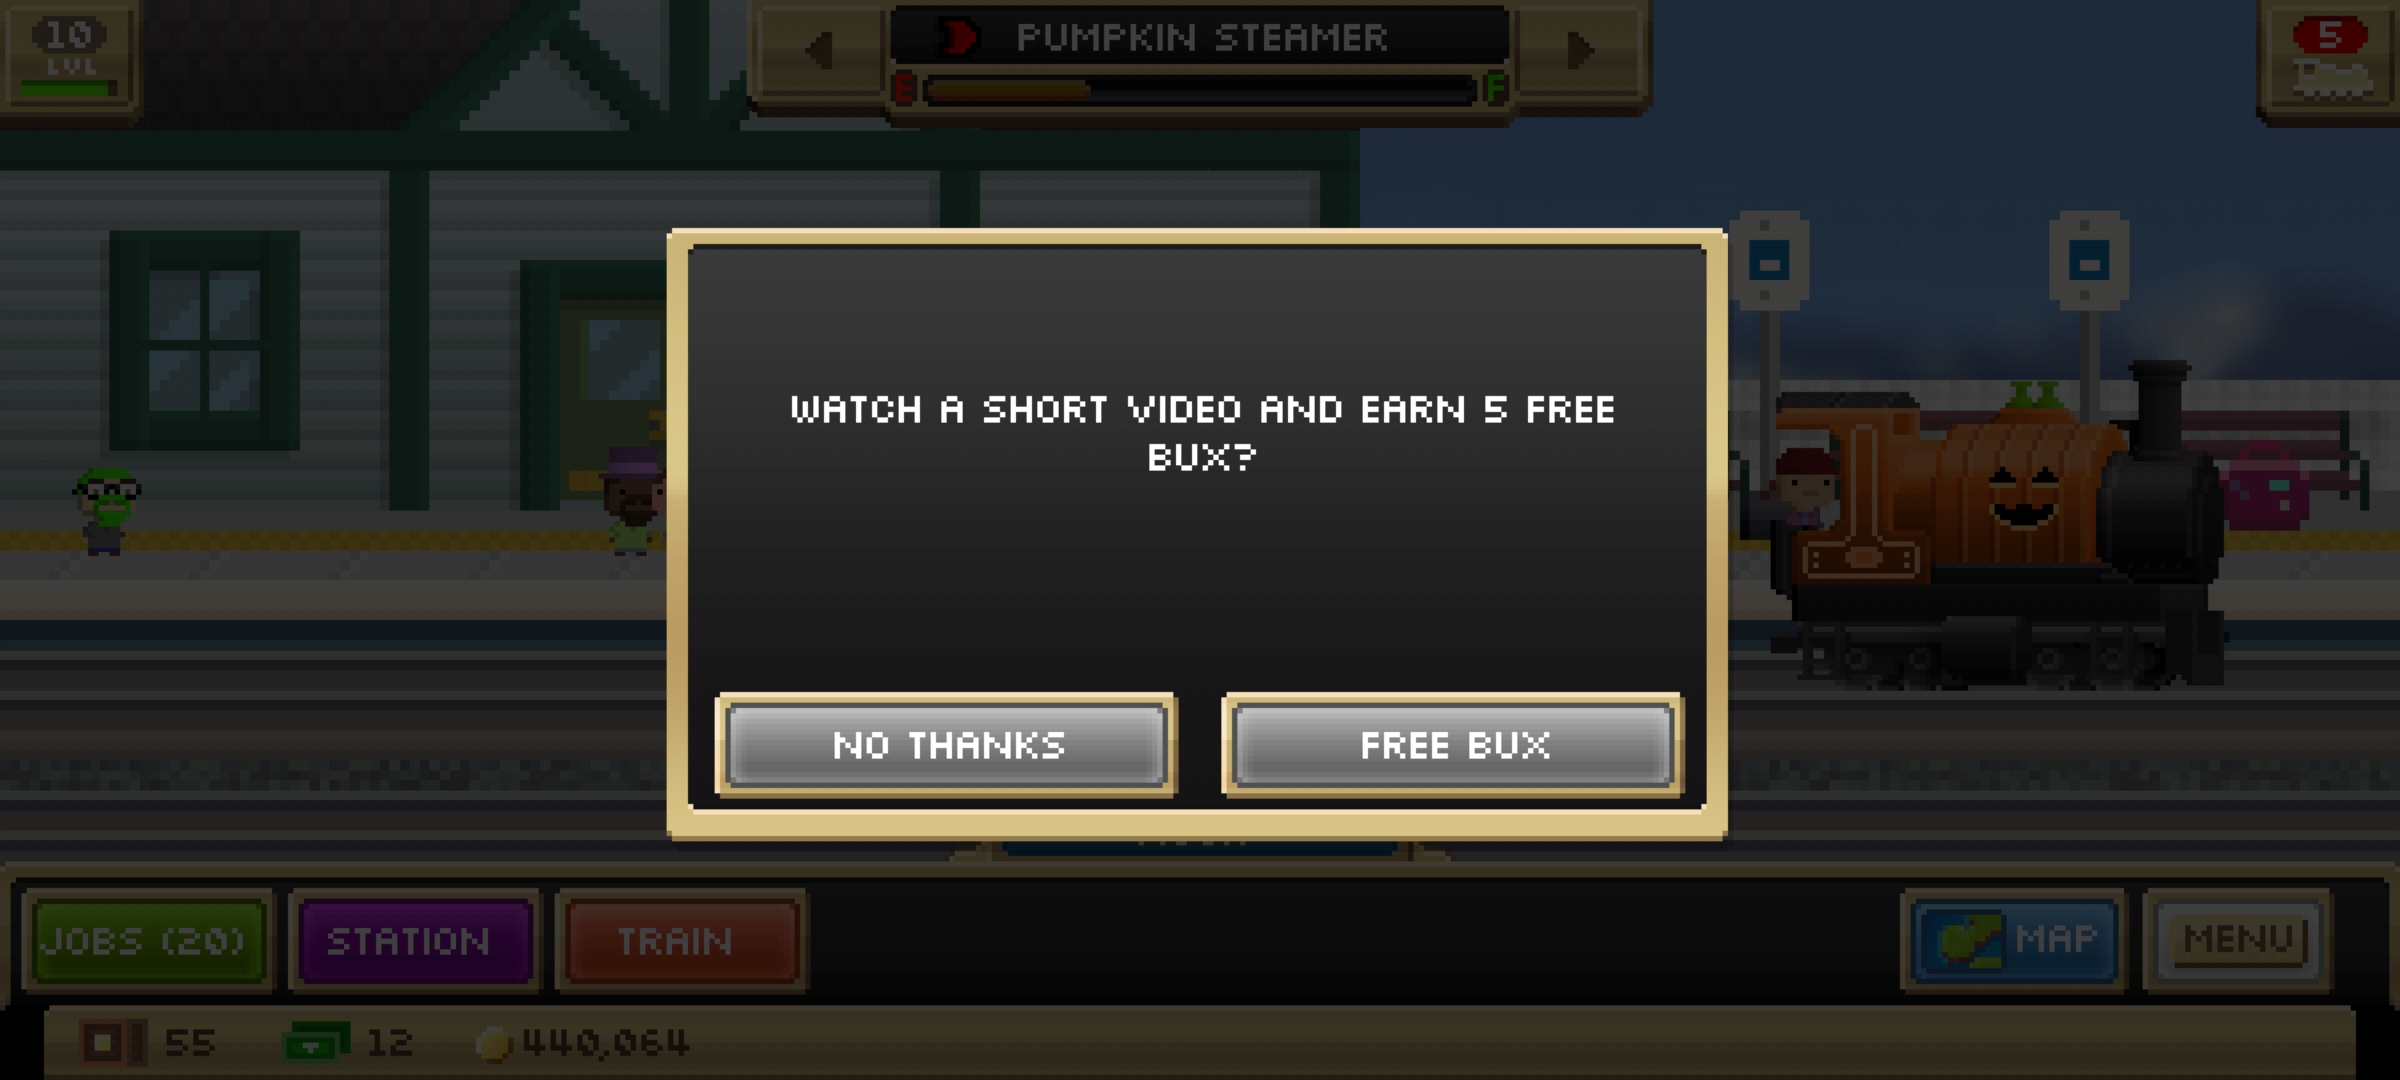 10
LVL
PUMPKIN STEAMER
E
F
5
WATCH A SHORT VIDEO AND EARN 5 FREE
BUX?
NO THANKS
FREE BUX
JOBS (20)
STATION
TRAIN
MAP
MENU
55
12
440,064